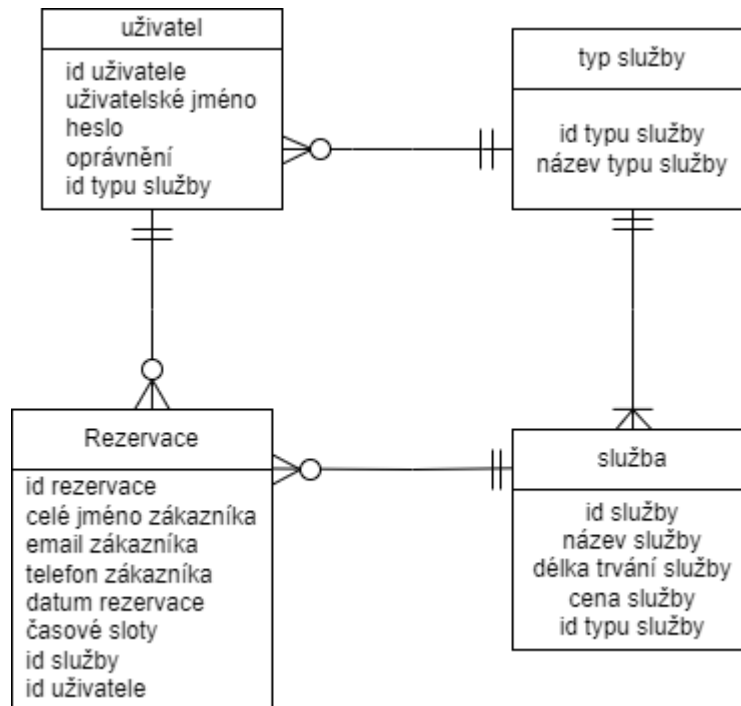 uživatel
id uživatele
uživatelské jméno
heslo
oprávnění
id typu služby
typ služby
id typu služby
název typu služby
Rezervace
id rezervace
celé jméno zákazníka
email zákazníka
telefon zákazníka
datum rezervace
časové sloty
id služby
id uživatele
služba
id služby
název služby
délka trvání služby
cena služby
id typu služby